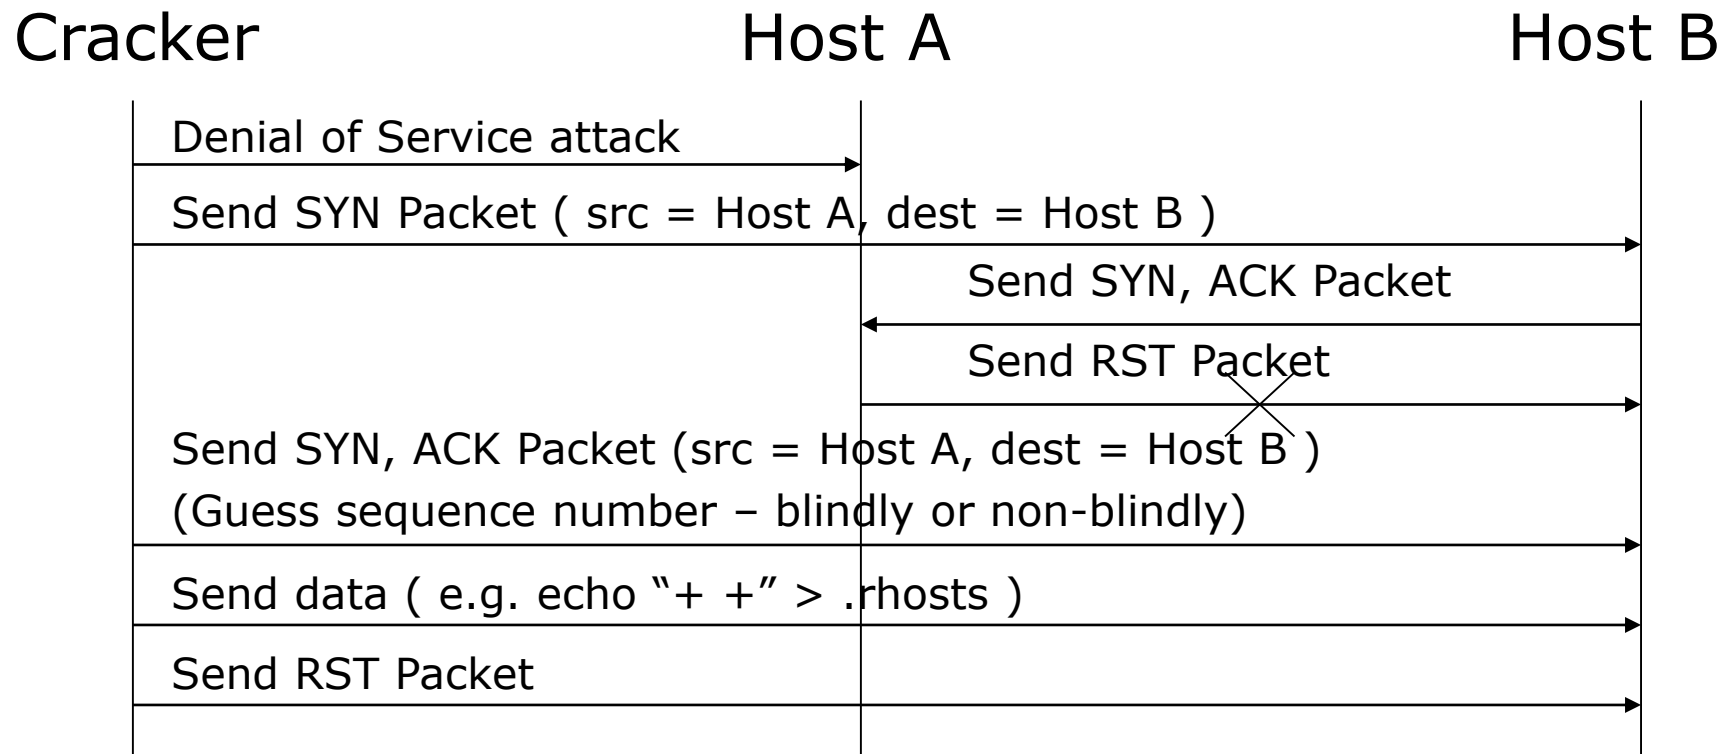 Cracker Host A Host B
Denial of Service attack
Send SYN Packet ( src = Host A, dest = Host B )
Send SYN, ACK Packet
Send RST Packet
Send SYN, ACK Packet (src = Host A, dest = Host B )
(Guess sequence number – blindly or non-blindly)
Send data ( e.g. echo “+ +” > .rhosts )
Send RST Packet